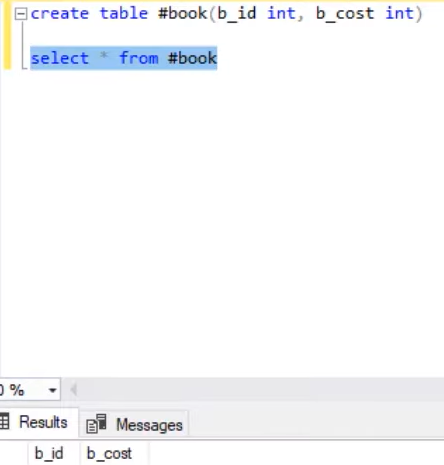 create table #book(b_id int, b_cost int)
select * from #book
0 %
Results Messages
b_id b_cost